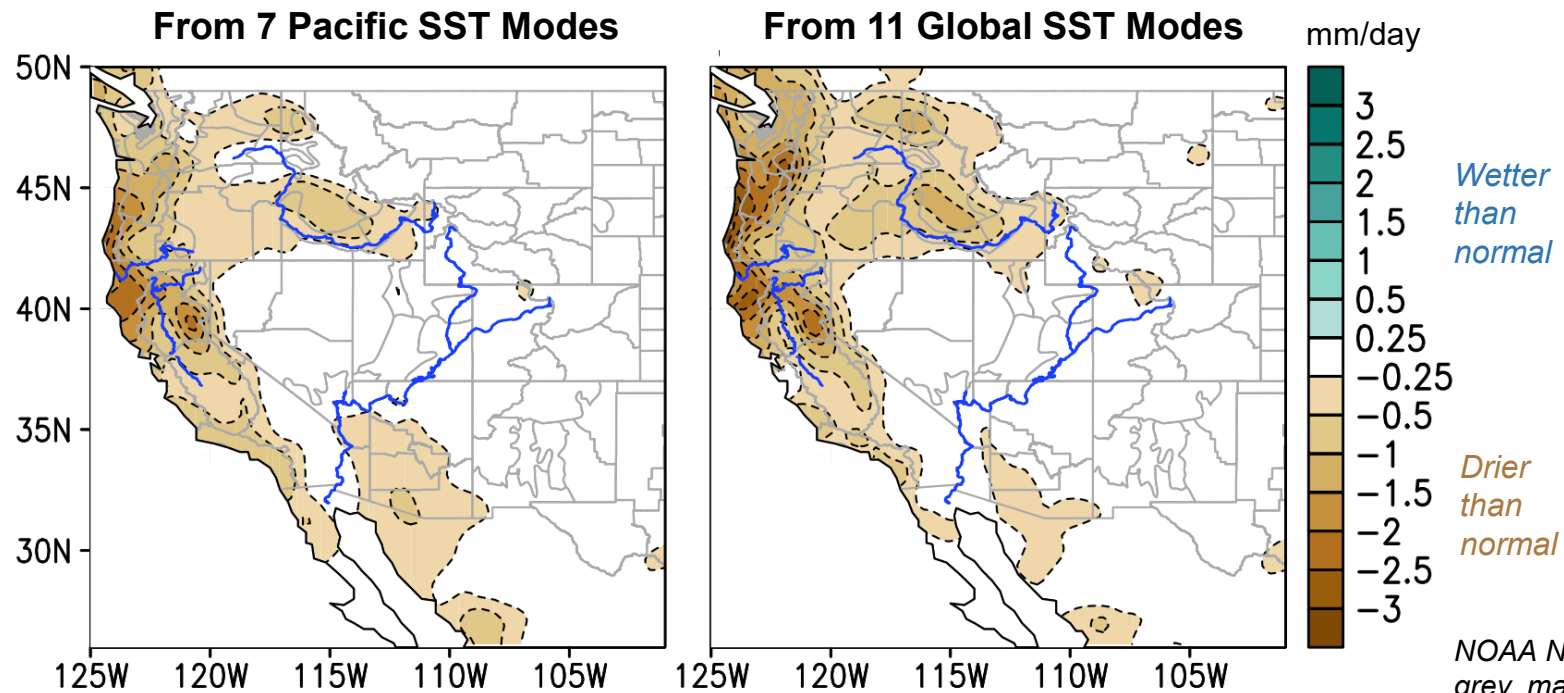 From 7 Pacific SST Modes
From 11 Global SST Modes
mm/day
50N
45N
40N
35N
30N
125W 120W 115W 110W 105W
125W 120W 115W 110W 105W
3
2.5
2
1.5
1
0.5
0.25
−0.25
−0.5
−1
−1.5
−2
−2.5
−3
Wetter
than
normal
Drier
than
normal
NOAA N
grey, ma